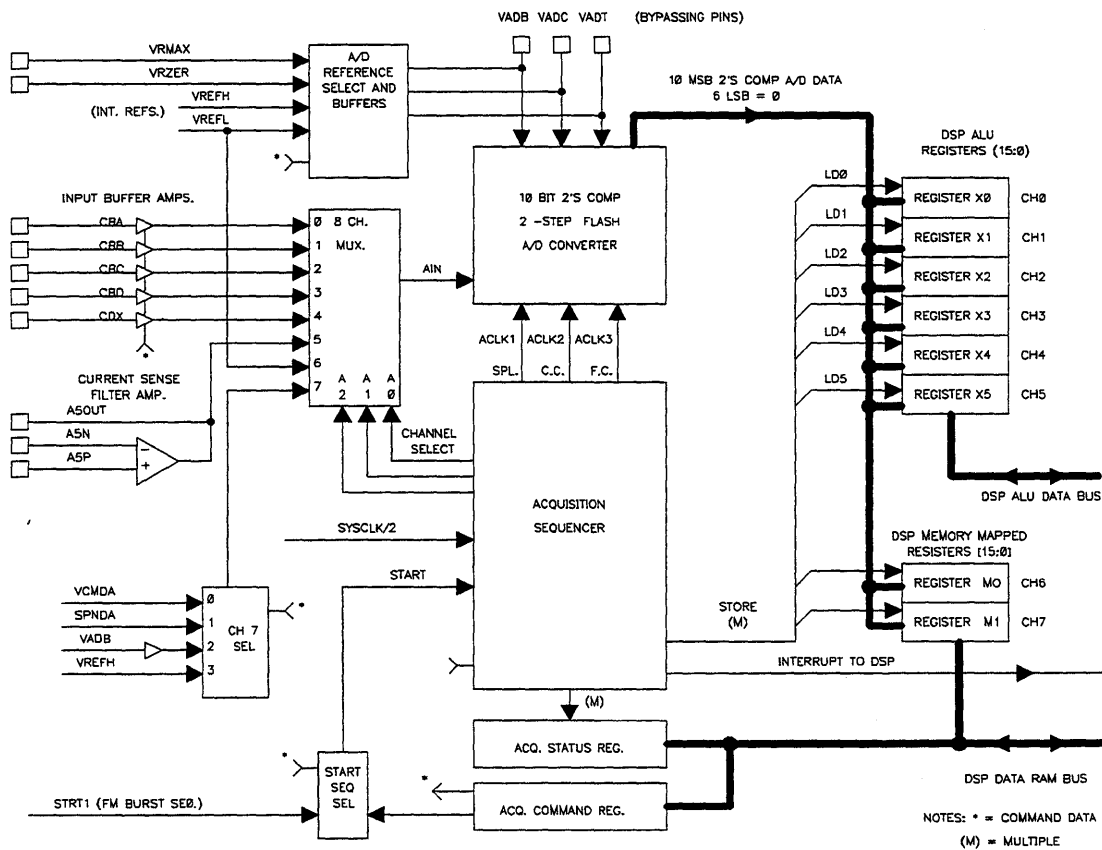 VADB VADC VADT (BYPASSING PINS)
VRMAX
VRZER
(INT. REFS.)
VREFH
VREFL
*
A/D
REFERENCE
SELECT AND
BUFFERS
10 MSB 2'S COMP A/D DATA
6 LSB = 0
DSP ALU
REGISTERS (15:0)
INPUT BUFFER AMPS.
CBA
CBB
CBC
CBD
CDX
*
0 8 CH.
1 MUX.
2
3
4
5
6
7
A A A
2 1 0
AIN
10 BIT 2'S COMP
2 -STEP FLASH
A/D CONVERTER
ACLK1 ACLK2 ACLK3
SPL. C.C. F.C.
LD0 REGISTER X0 CH0
LD1 REGISTER X1 CH1
LD2 REGISTER X2 CH2
LD3 REGISTER X3 CH3
LD4 REGISTER X4 CH4
LD5 REGISTER X5 CH5
DSP ALU DATA BUS
CURRENT SENSE
FILTER AMP.
A5OUT
A5N
A5P
-
+
CHANNEL
SELECT
ACQUISITION
SEQUENCER
SYSCLK/2
START
DSP MEMORY MAPPED
RESISTERS [15:0]
REGISTER M0 CH6
REGISTER M1 CH7
STORE
(M)
INTERRUPT TO DSP
VCMDA 0
SPNDA 1
VADB 2
VREFH 3
CH 7
SEL
*
(M)
ACQ. STATUS REG.
*
START
SEQ
SEL
*
ACQ. COMMAND REG.
STRT1 (FM BURST SE0.)
DSP DATA RAM BUS
NOTES: * = COMMAND DATA
(M) = MULTIPLE